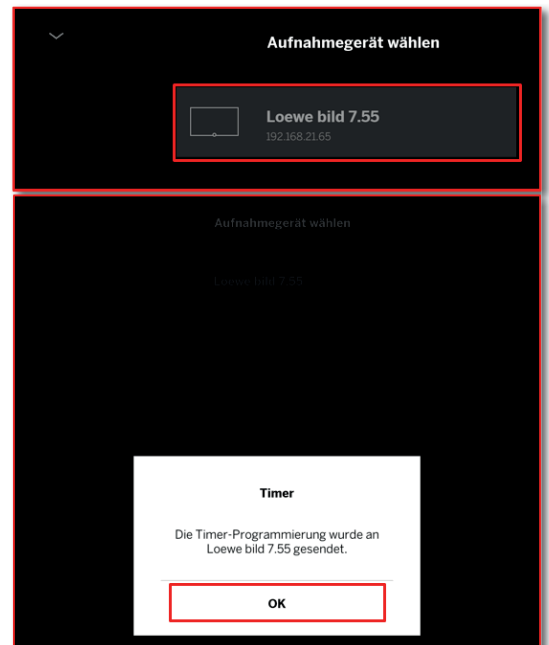 Aufnahmegerät wählen
Loewe bild 7.55
192.168.21.65
Aufnahmegerät wählen
Loewe bild 7.55
Timer
Die Timer-Programmierung wurde an
Loewe bild 7.55 gesendet.
OK